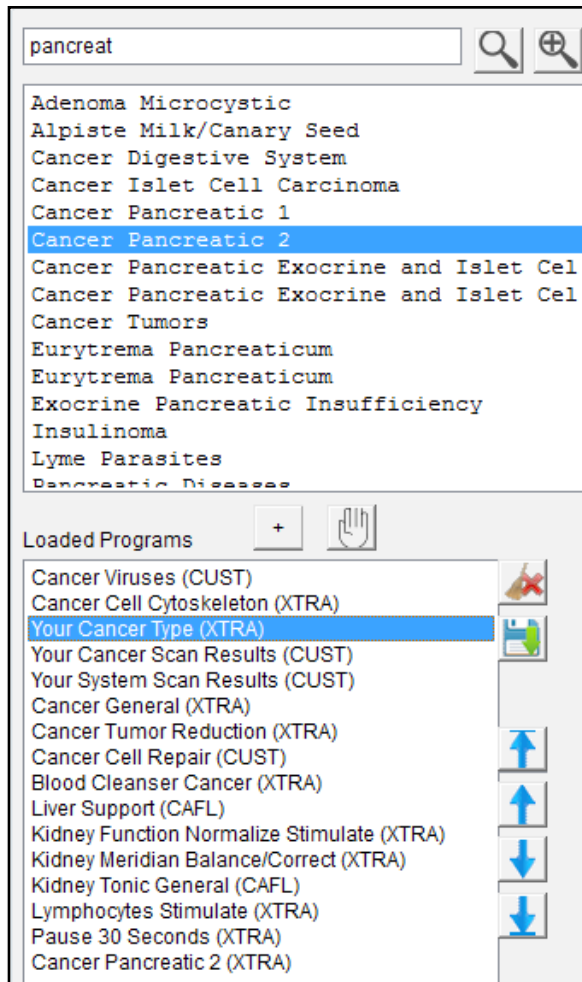 pancreat
Adenoma Microcystic
Alpiste Milk/Canary Seed
Cancer Digestive System
Cancer Islet Cell Carcinoma
Cancer Pancreatic 1
Cancer Pancreatic 2
Cancer Pancreatic Exocrine and Islet Cel
Cancer Pancreatic Exocrine and Islet Cel
Cancer Tumors
Eurytrema Pancreaticum
Eurytrema Pancreaticum
Exocrine Pancreatic Insufficiency
Insulinoma
Lyme Parasites
Pancreatic Diseases
+
Loaded Programs
Cancer Viruses (CUST)
Cancer Cell Cytoskeleton (XTRA)
Your Cancer Type (XTRA)
Your Cancer Scan Results (CUST)
Your System Scan Results (CUST)
Cancer General (XTRA)
Cancer Tumor Reduction (XTRA)
Cancer Cell Repair (CUST)
Blood Cleanser Cancer (XTRA)
Liver Support (CAFL)
Kidney Function Normalize Stimulate (XTRA)
Kidney Meridian Balance/Correct (XTRA)
Kidney Tonic General (CAFL)
Lymphocytes Stimulate (XTRA)
Pause 30 Seconds (XTRA)
Cancer Pancreatic 2 (XTRA)